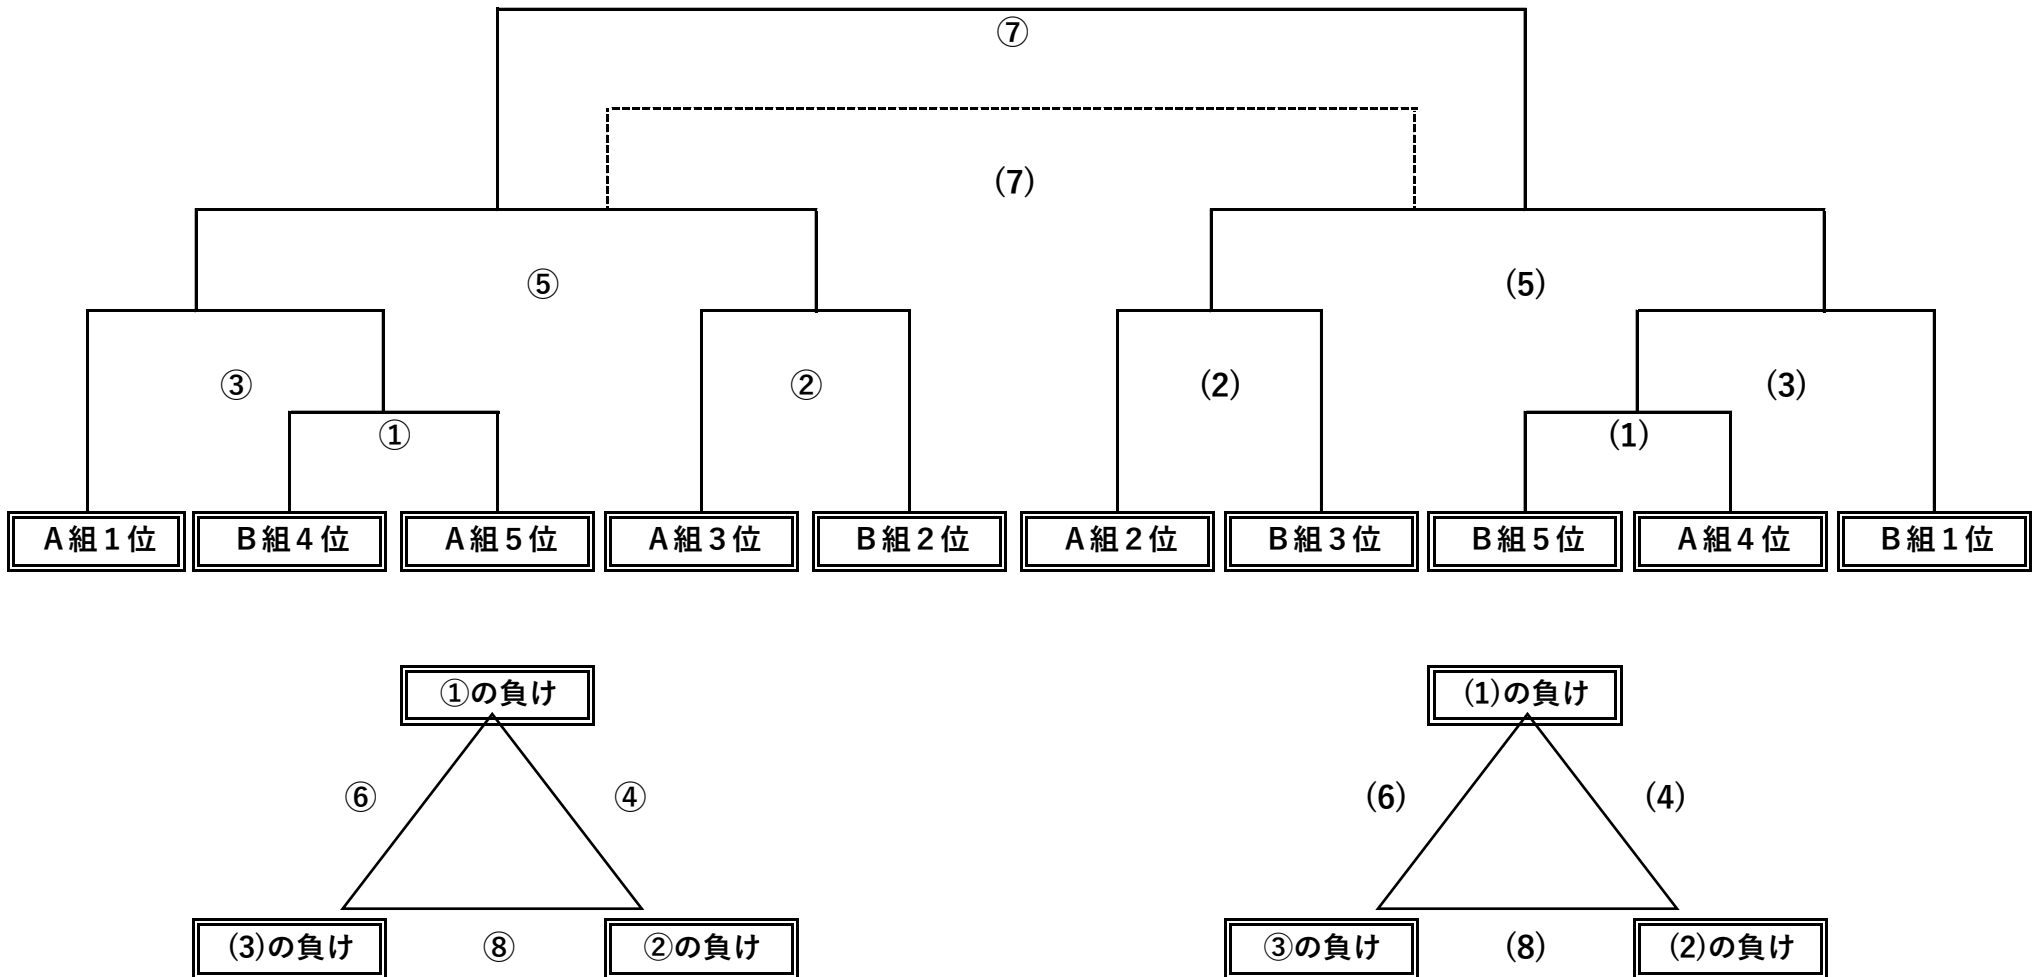 ⑦
(7)
⑤ (5)
③ ② (2) (3)
① (1)
A組1位 B組4位 A組5位 A組3位 B組2位 A組2位 B組3位 B組5位 A組4位 B組1位
①の負け (1)の負け
⑥ ④ (6) (4)
(3)の負け ⑧ ②の負け ③の負け (8) (2)の負け